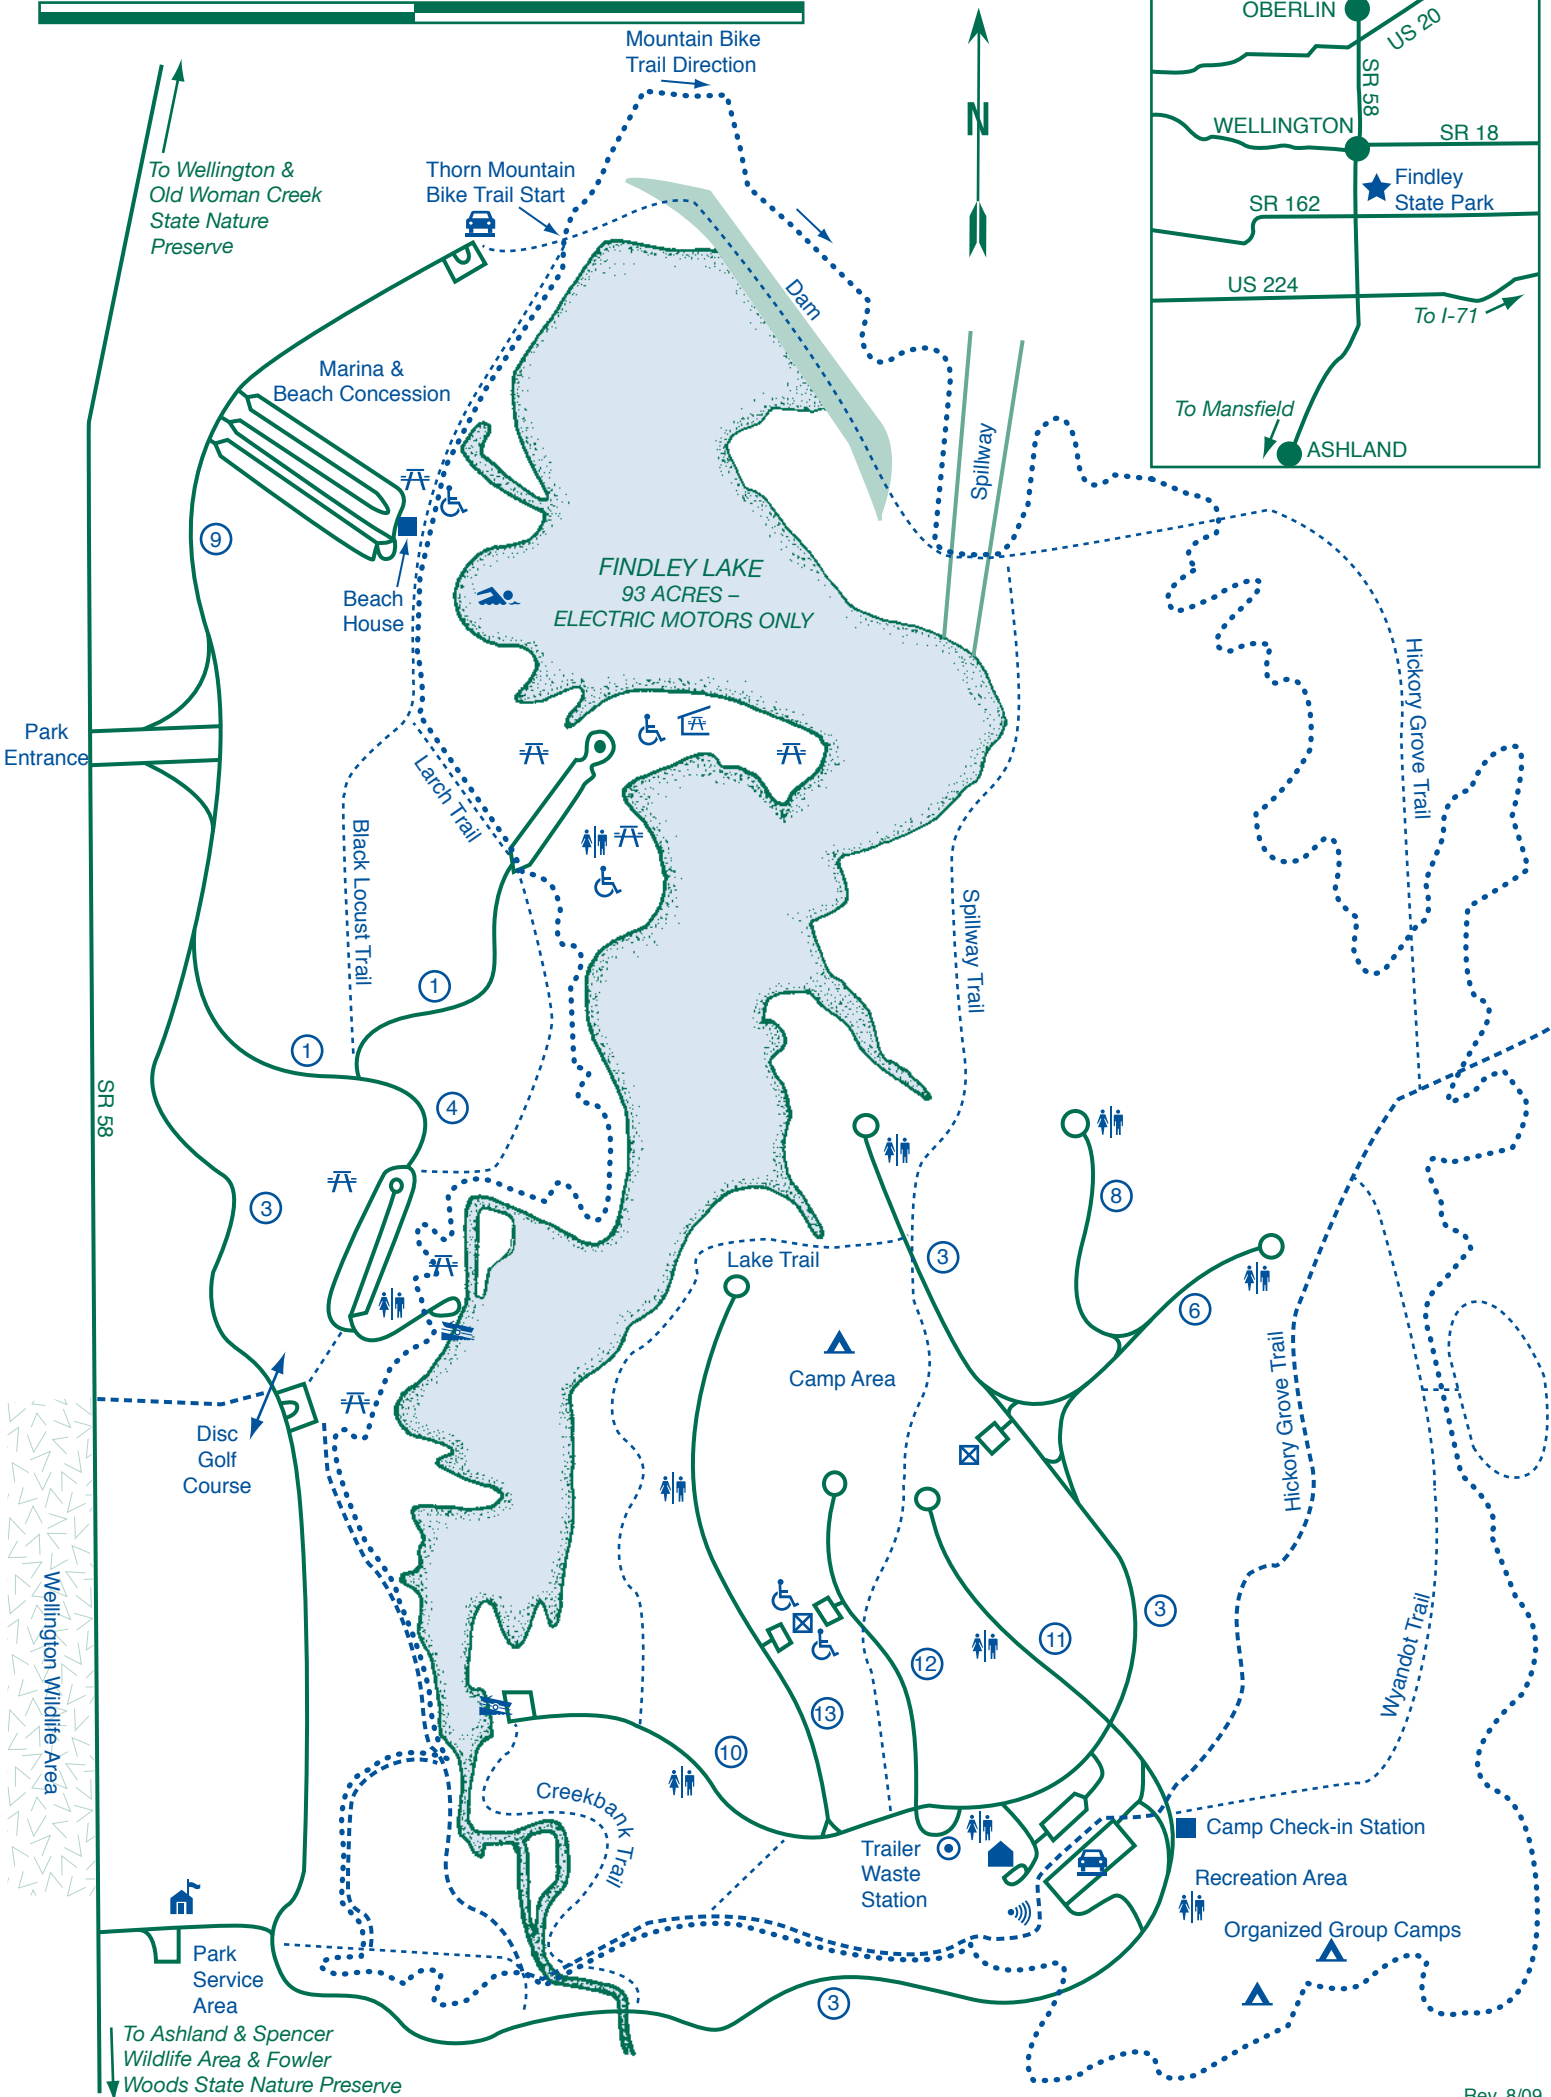 OBERLIN
US 20
SR 58
WELLINGTON
SR 18
Findley
State Park
SR 162
US 224
To I-71
To Mansfield
ASHLAND
Mountain Bike
Trail Direction
N
To Wellington &
Old Woman Creek
State Nature
Preserve
Thorn Mountain
Bike Trail Start
Dam
Marina &
Beach Concession
Spillway
9
Beach
House
FINDLEY LAKE
93 ACRES –
ELECTRIC MOTORS ONLY
Hickory Grove Trail
Park
Entrance
Larch Trail
Black Locust Trail
Spillway Trail
1
1
4
SR 58
3
8
Lake Trail
3
6
Camp Area
Hickory Grove Trail
Disc
Golf
Course
Wellington Wildlife Area
3
11
12
13
Wyandot Trail
10
Creekbank Trail
Trailer
Waste
Station
Camp Check-in Station
Recreation Area
Organized Group Camps
Park
Service
Area
3
To Ashland & Spencer
Wildlife Area & Fowler
Woods State Nature Preserve
Rev. 8/09